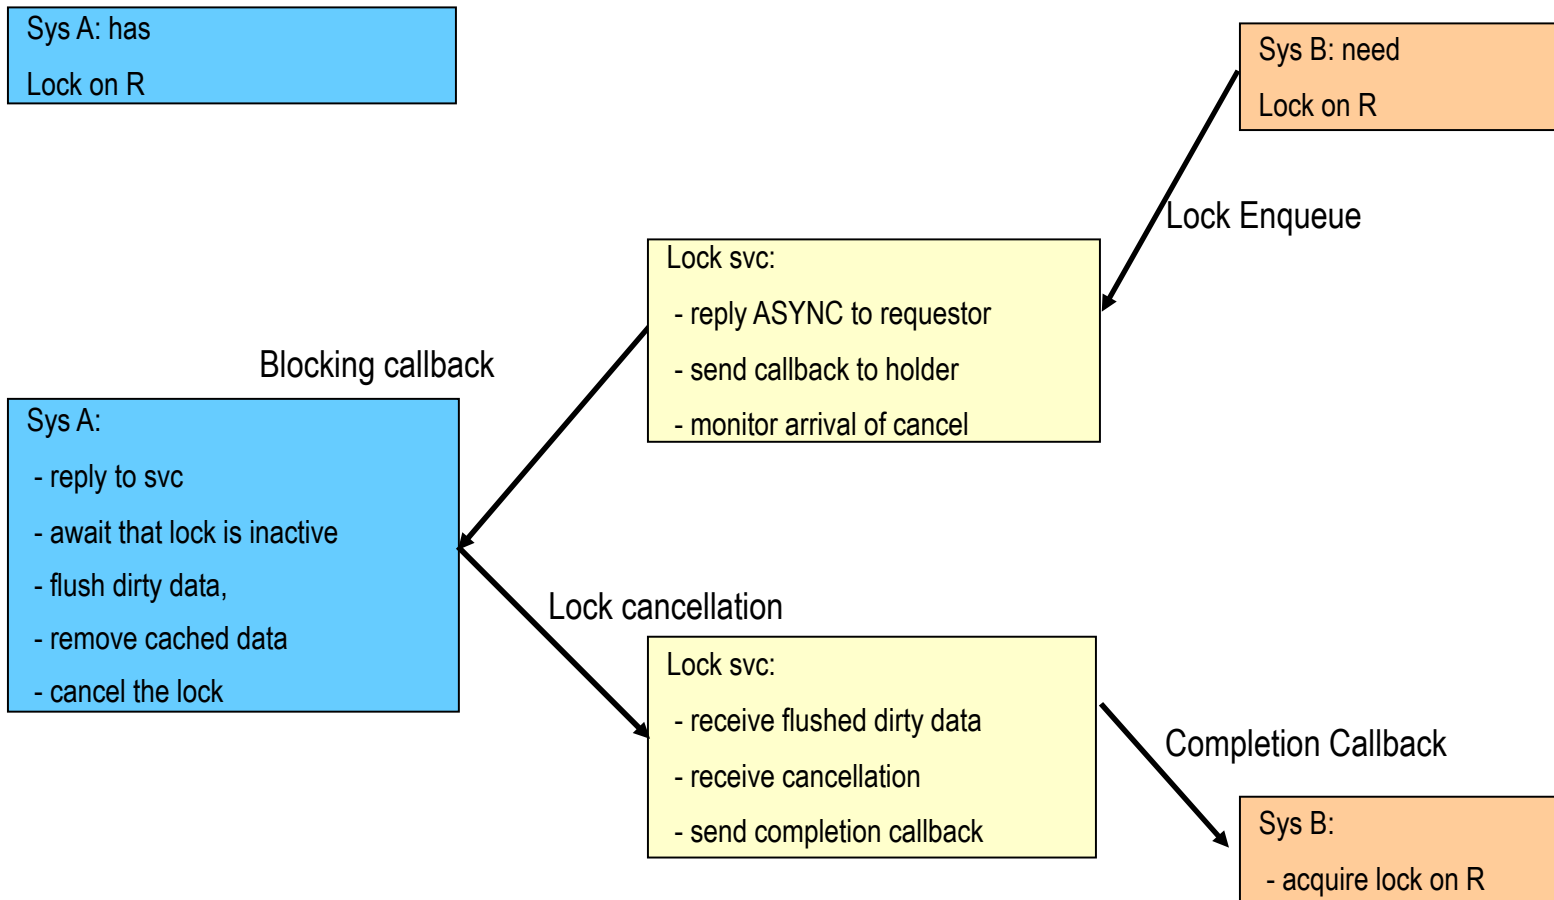 Sys A: has
Lock on R
Sys B: need
Lock on R
Lock Enqueue
Lock svc:
- reply ASYNC to requestor
- send callback to holder
- monitor arrival of cancel
Blocking callback
Sys A:
- reply to svc
- await that lock is inactive
- flush dirty data,
- remove cached data
- cancel the lock
Lock cancellation
Lock svc:
- receive flushed dirty data
- receive cancellation
- send completion callback
Completion Callback
Sys B:
- acquire lock on R